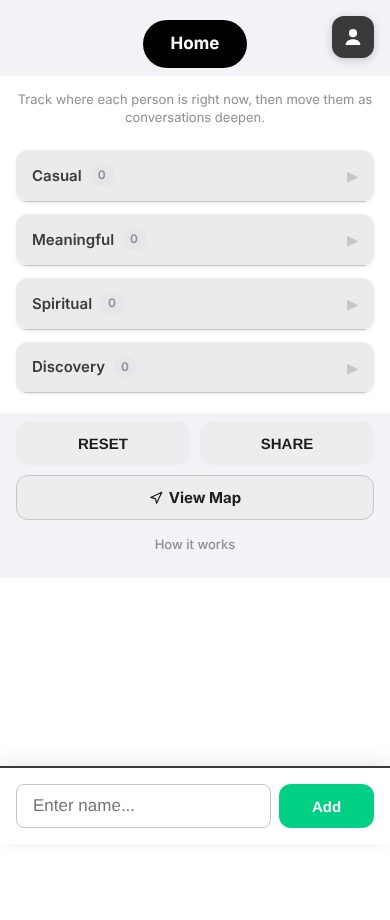 Home
Track where each person is right now, then move them as
conversations deepen.
Casual 0
Meaningful 0
Spiritual 0
Discovery 0
RESET SHARE
View Map
How it works
Enter name... Add